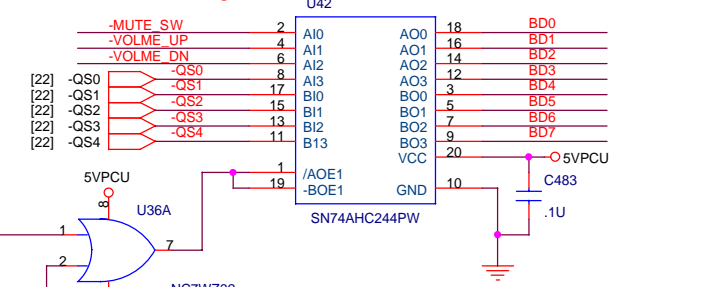 U42
-MUTE_SW 2 AI0 AO0 18 BD0
-VOLME_UP 4 AI1 AO1 16 BD1
-VOLME_DN 6 AI2 AO2 14 BD2
[22] -QS0 -QS0 8 AI3 AO3 12 BD3
[22] -QS1 -QS1 17 BI0 BO0 3 BD4
[22] -QS2 -QS2 15 BI1 BO1 5 BD5
[22] -QS3 -QS3 13 BI2 BO2 7 BD6
[22] -QS4 -QS4 11 B13 BO3 9 BD7
VCC 20 5VPCU
1 /AOE1
19 -BOE1 GND 10
C483
.1U
SN74AHC244PW
5VPCU
8
U36A
1
7
2